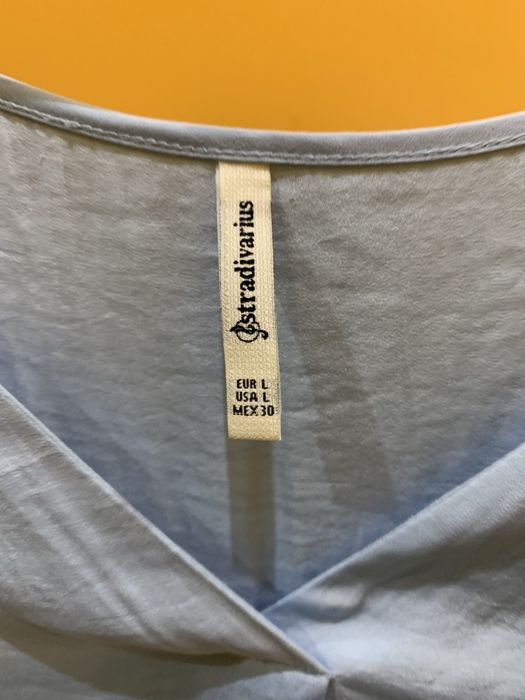 stradivarius
EUR L
USA L
MEX 30